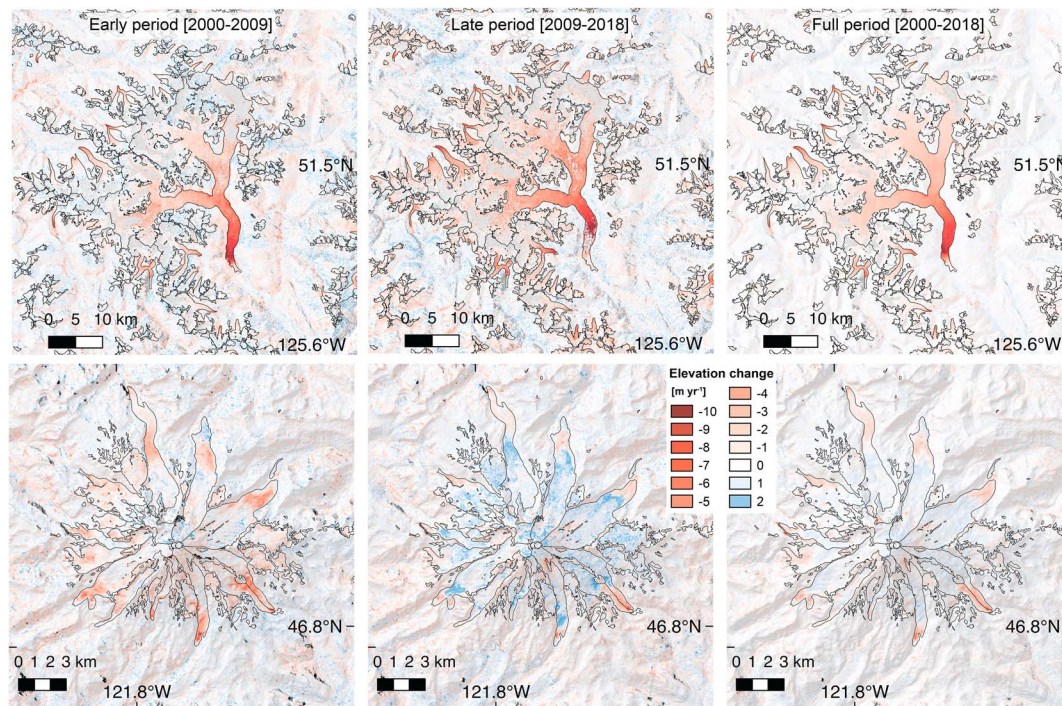 Early period [2000-2009]
Late period [2009-2018]
Full period [2000-2018]
51.5°N
51.5°N
51.5°N
0 5 10 km
0 5 10 km
0 5 10 km
125.6°W
125.6°W
125.6°W
Elevation change
[m yr⁻¹]
-10
-9
-8
-7
-6
-5
-4
-3
-2
-1
0
1
2
46.8°N
46.8°N
46.8°N
0 1 2 3 km
0 1 2 3 km
0 1 2 3 km
121.8°W
121.8°W
121.8°W